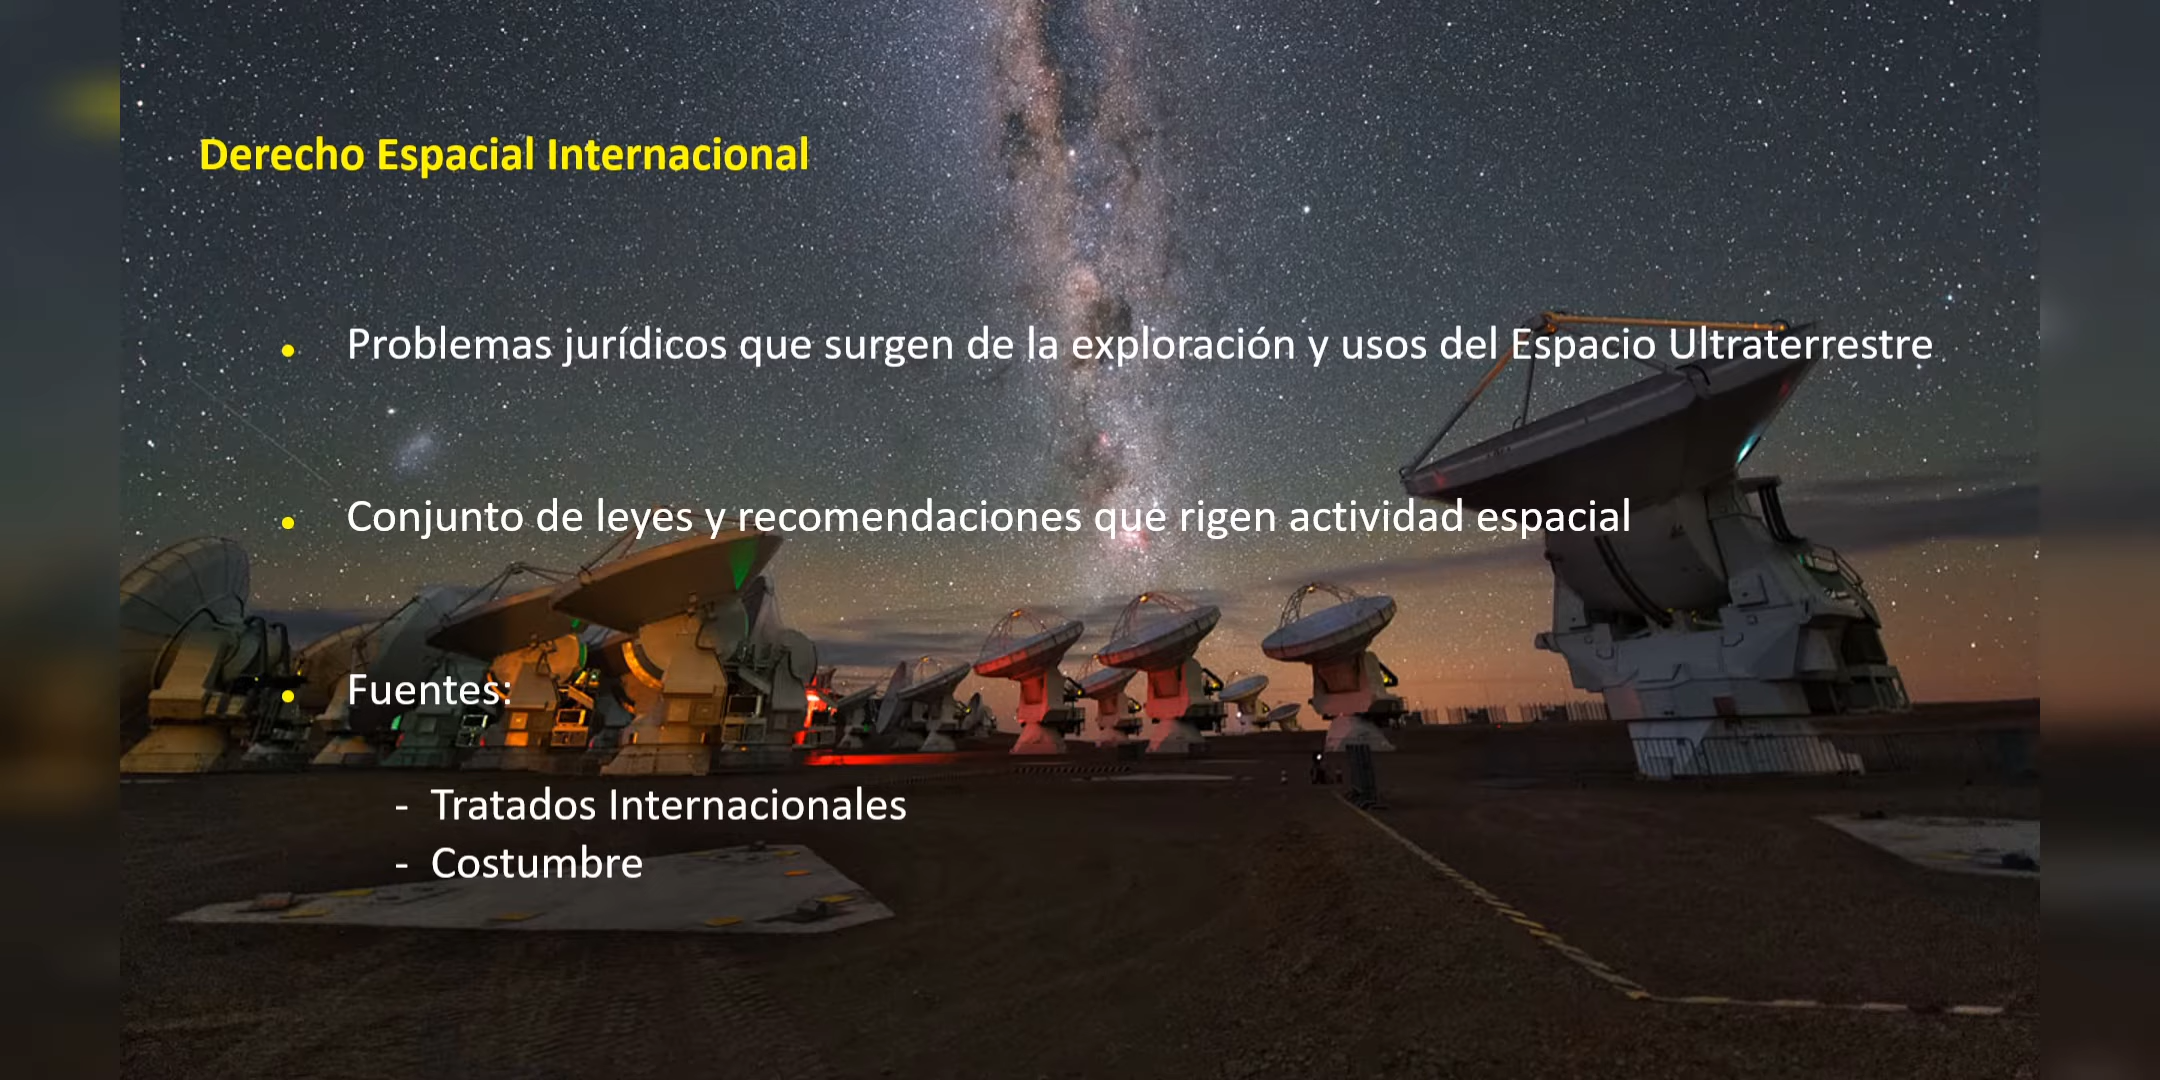 Derecho Espacial Internacional
• Problemas jurídicos que surgen de la exploración y usos del Espacio Ultraterrestre
• Conjunto de leyes y recomendaciones que rigen actividad espacial
• Fuentes:
- Tratados Internacionales
- Costumbre